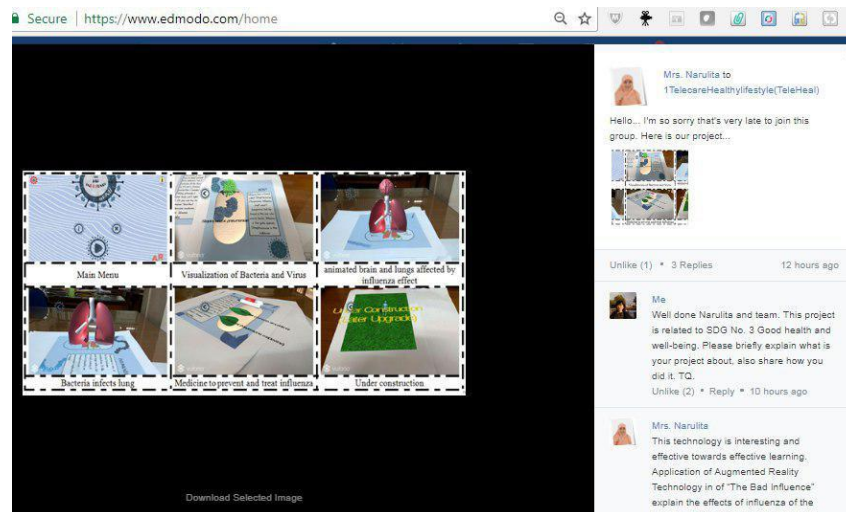 Secure | https://www.edmodo.com/home
Main Menu
Visualization of Bacteria and Virus
animated brain and lungs affected by
influenza effect
Bacteria infects lung
Medicine to prevent and treat influenza
Under Construction
(Later Upgrade)
Under construction
Download Selected Image
Mrs. Narulita to
1TelecareHealthylifestyle(TeleHeal)
Hello... I'm so sorry that's very late to join this
group. Here is our project...
Unlike (1) • 3 Replies 12 hours ago
Me
Well done Narulita and team. This project
is related to SDG No. 3 Good health and
well-being. Please briefly explain what is
your project about, also share how you
did it. TQ.
Unlike (2) • Reply • 10 hours ago
Mrs. Narulita
This technology is interesting and
effective towards effective learning.
Application of Augmented Reality
Technology in of "The Bad Influence"
explain the effects of influenza of the